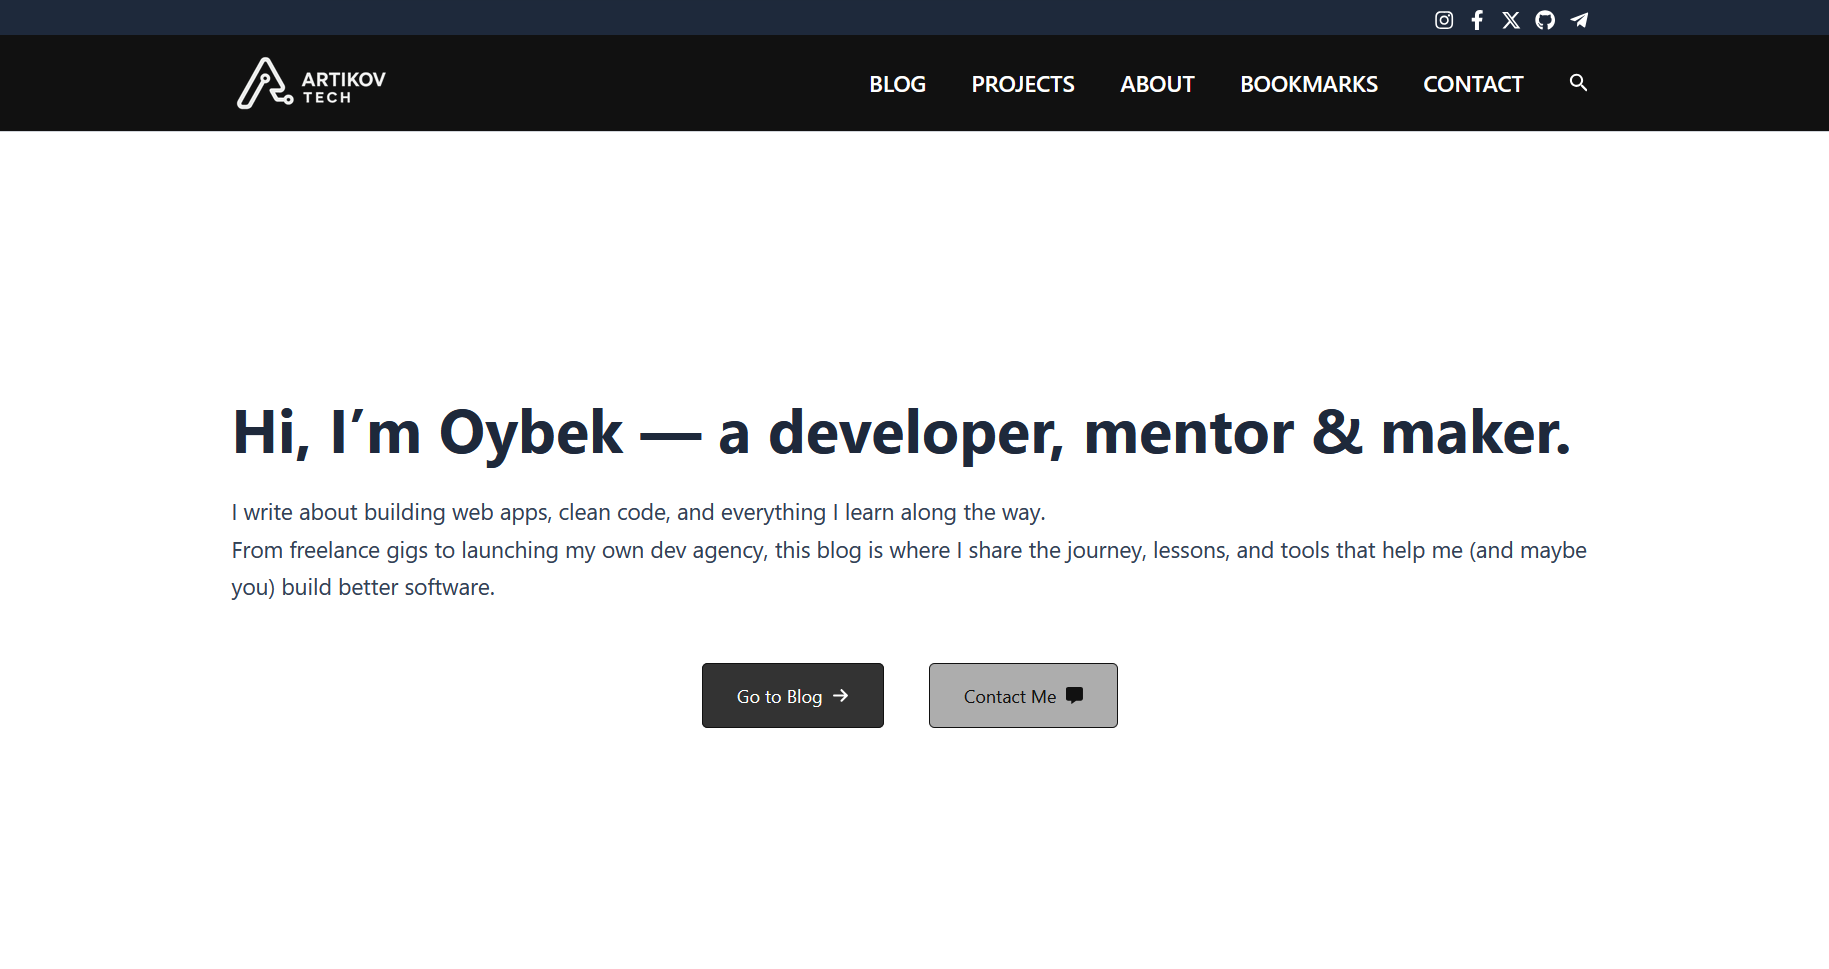 ARTIKOV
TECH
BLOG PROJECTS ABOUT BOOKMARKS CONTACT
Hi, I’m Oybek — a developer, mentor & maker.
I write about building web apps, clean code, and everything I learn along the way.
From freelance gigs to launching my own dev agency, this blog is where I share the journey, lessons, and tools that help me (and maybe
you) build better software.
Go to Blog
Contact Me